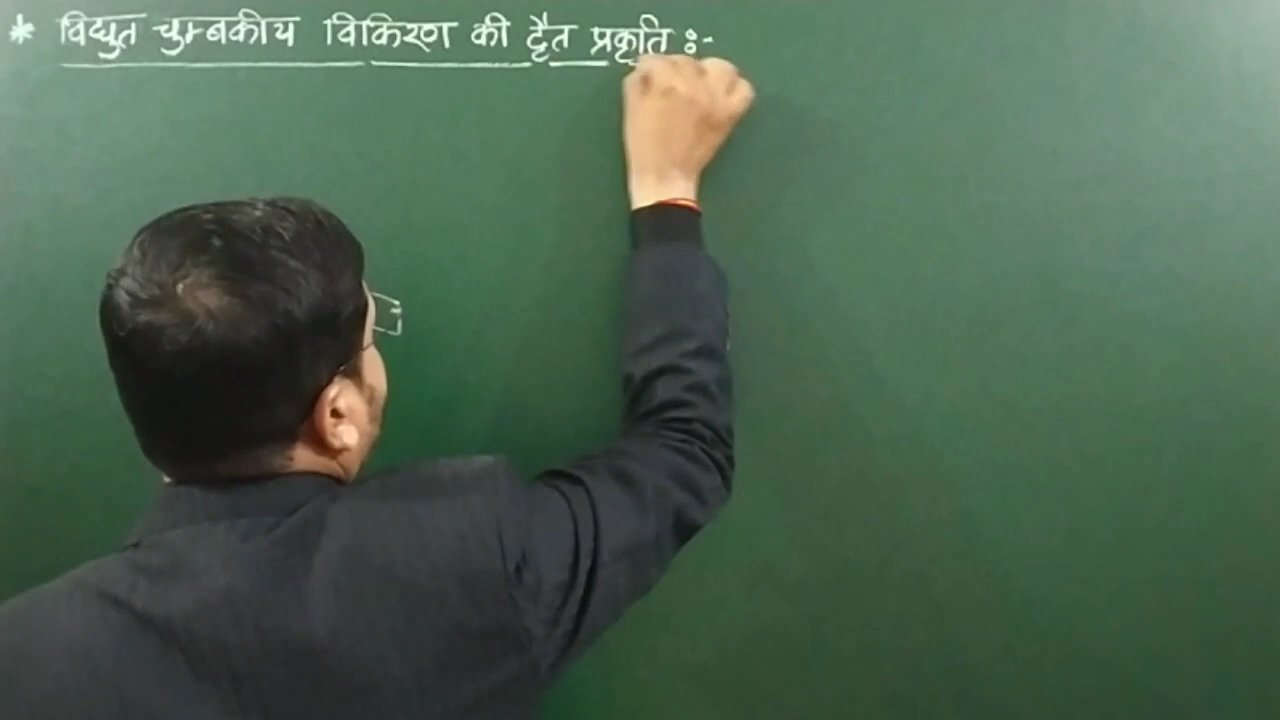 * विद्युत चुम्बकीय विकिरण की द्वैत प्रकृति :-